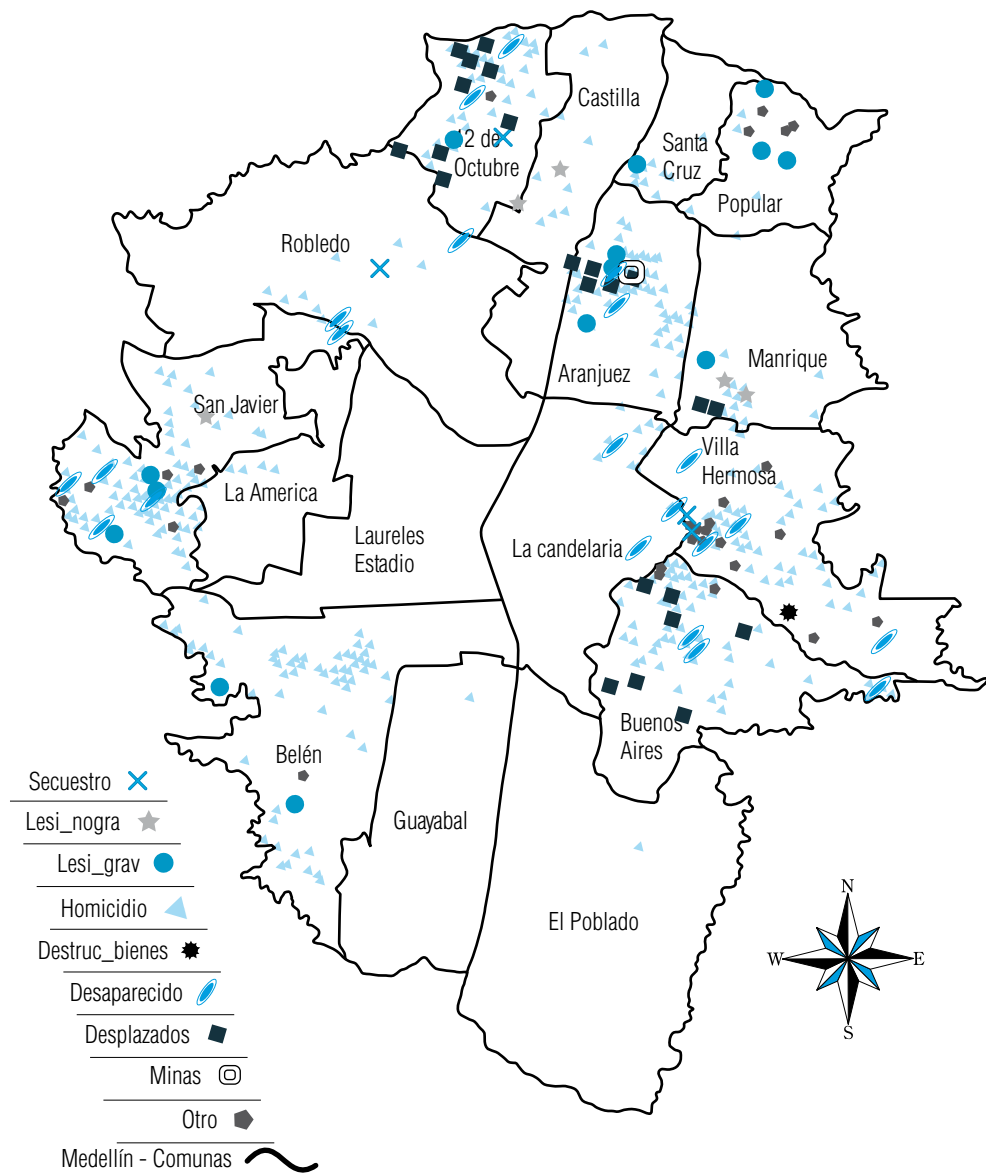 Castilla
12 de
Octubre
Santa
Cruz
Popular
Robledo
Aranjuez
Manrique
San Javier
Villa
Hermosa
La America
Laureles
Estadio
La candelaria
Buenos
Aires
Belén
Guayabal
El Poblado
Secuestro
Lesi_nogra
Lesi_grav
Homicidio
Destruc_bienes
Desaparecido
Desplazados
Minas
Otro
Medellín - Comunas
N
W
E
S